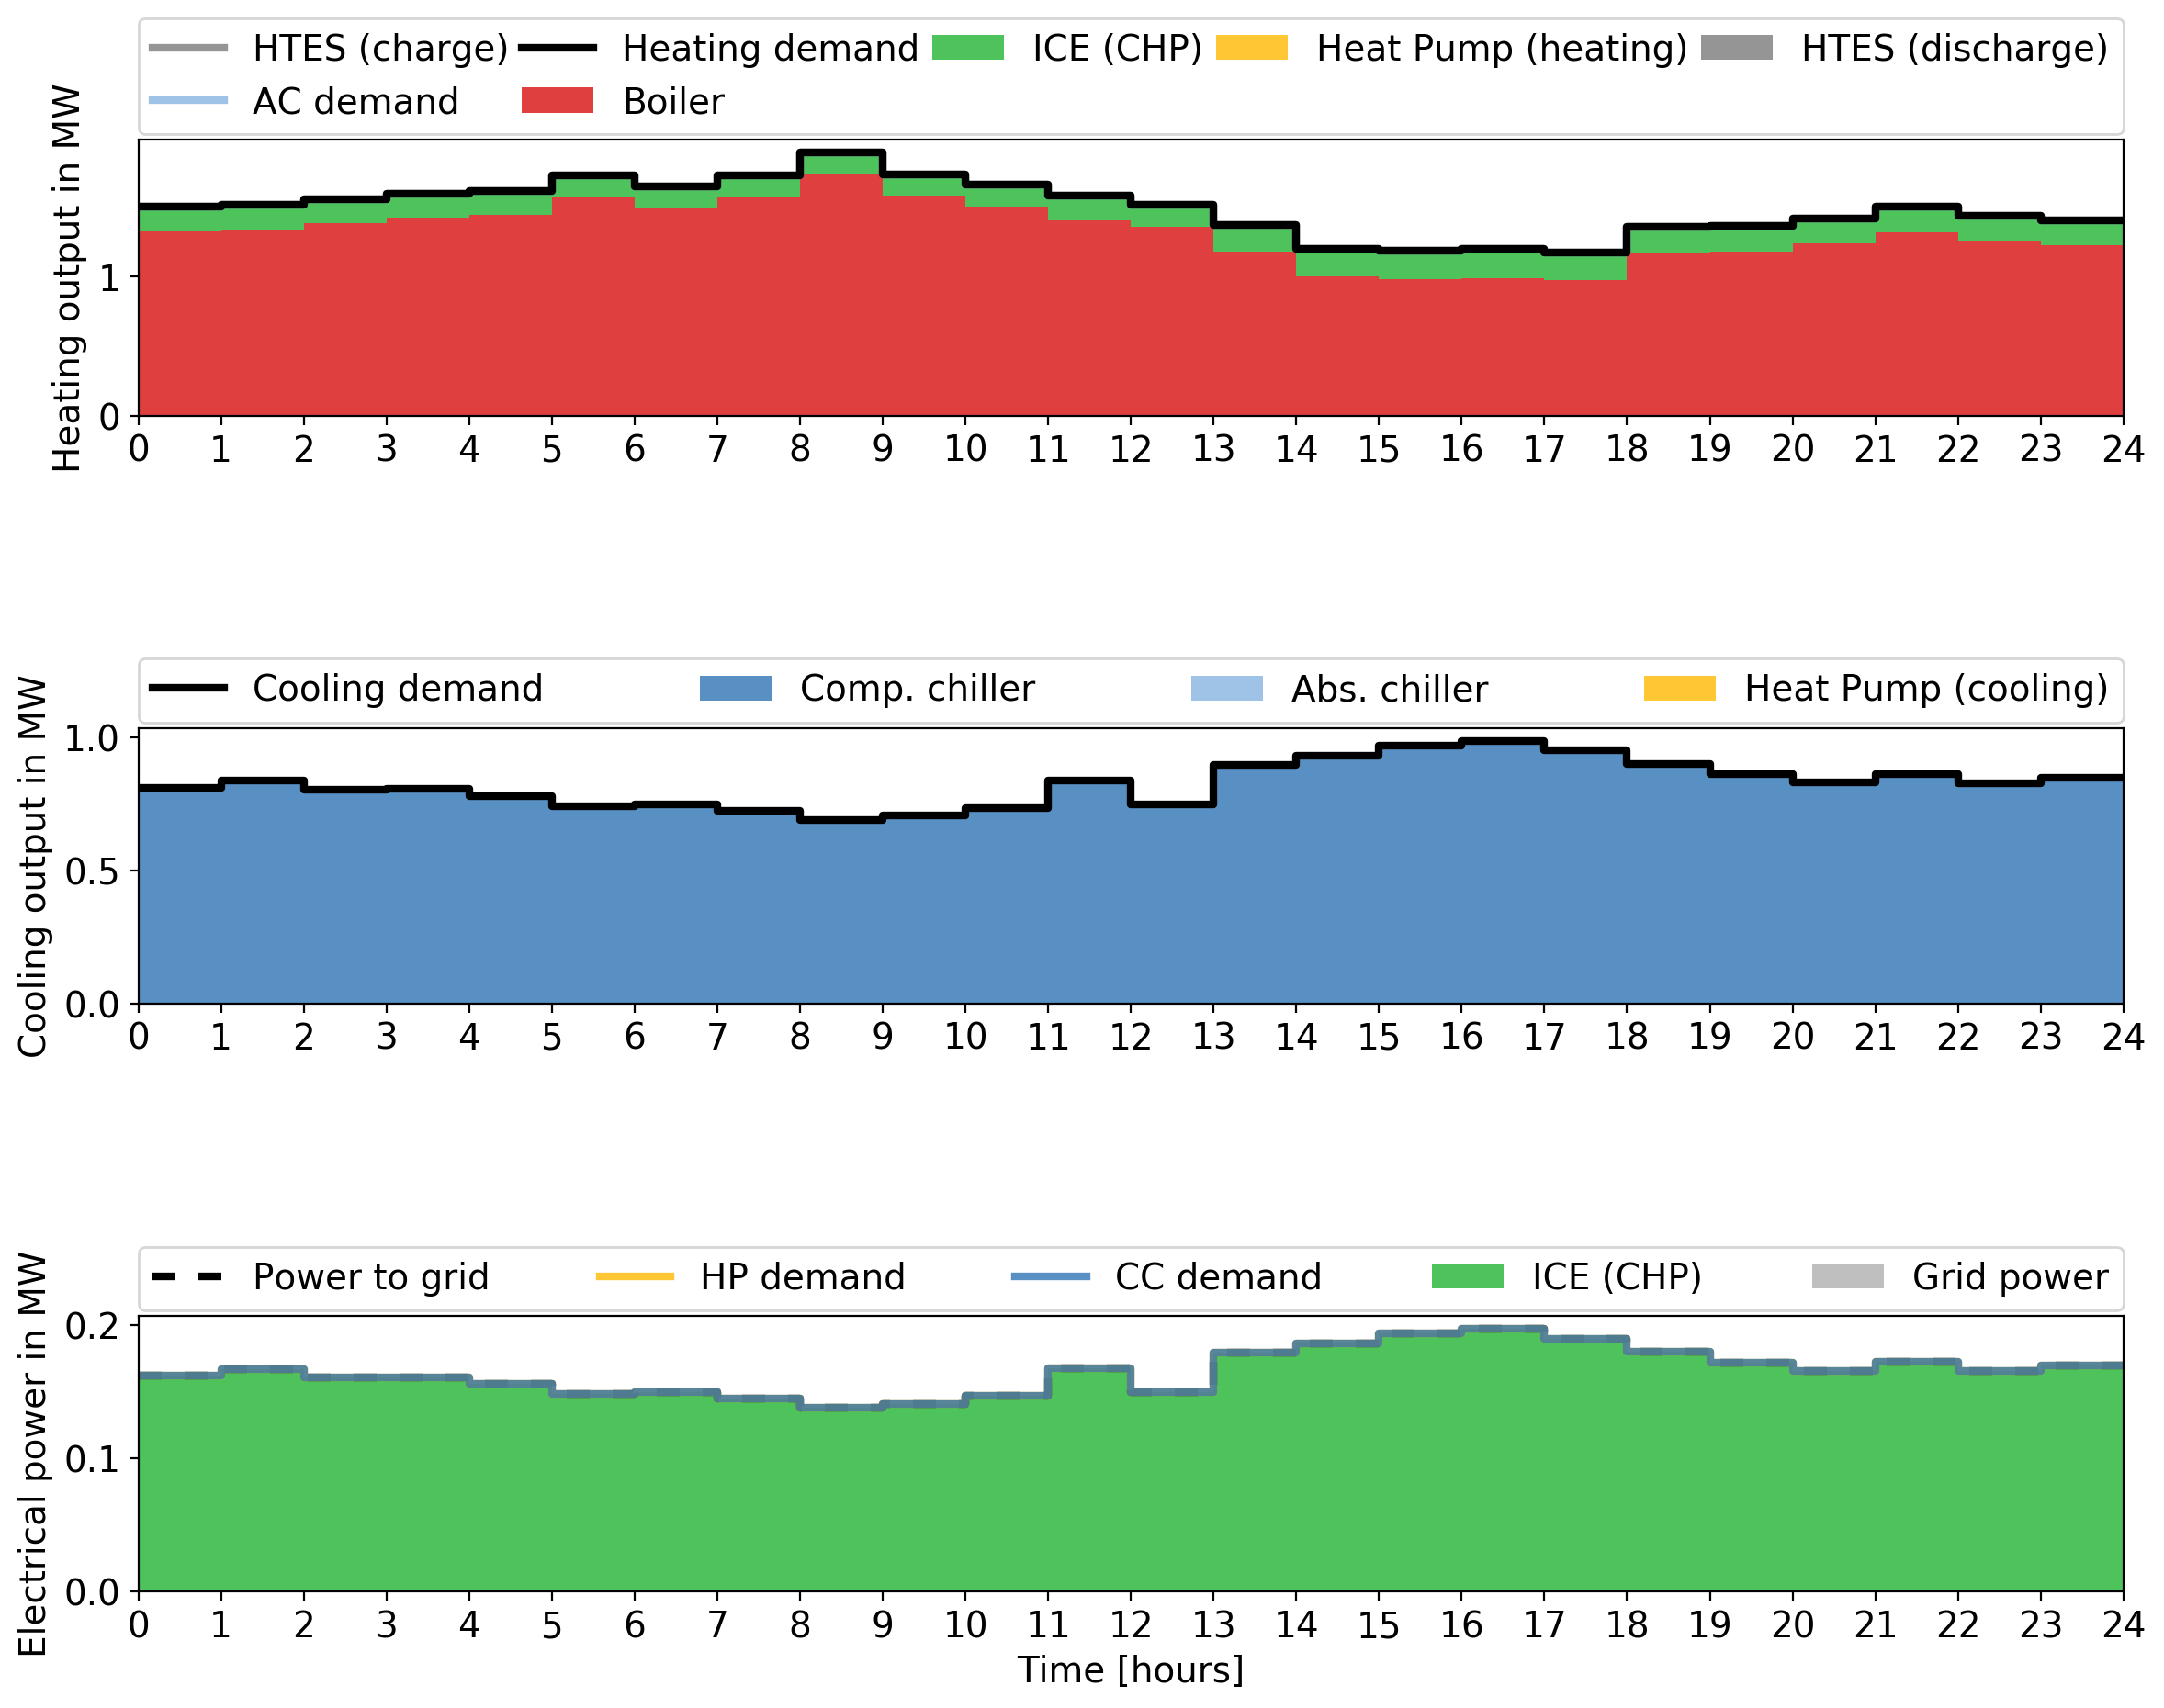 HTES (charge) Heating demand ICE (CHP) Heat Pump (heating) HTES (discharge)
AC demand Boiler
Heating output in MW
1
0
0 1 2 3 4 5 6 7 8 9 10 11 12 13 14 15 16 17 18 19 20 21 22 23 24
Cooling demand Comp. chiller Abs. chiller Heat Pump (cooling)
Cooling output in MW
1.0
0.5
0.0
0 1 2 3 4 5 6 7 8 9 10 11 12 13 14 15 16 17 18 19 20 21 22 23 24
Power to grid HP demand CC demand ICE (CHP) Grid power
Electrical power in MW
0.2
0.1
0.0
0 1 2 3 4 5 6 7 8 9 10 11 12 13 14 15 16 17 18 19 20 21 22 23 24
Time [hours]